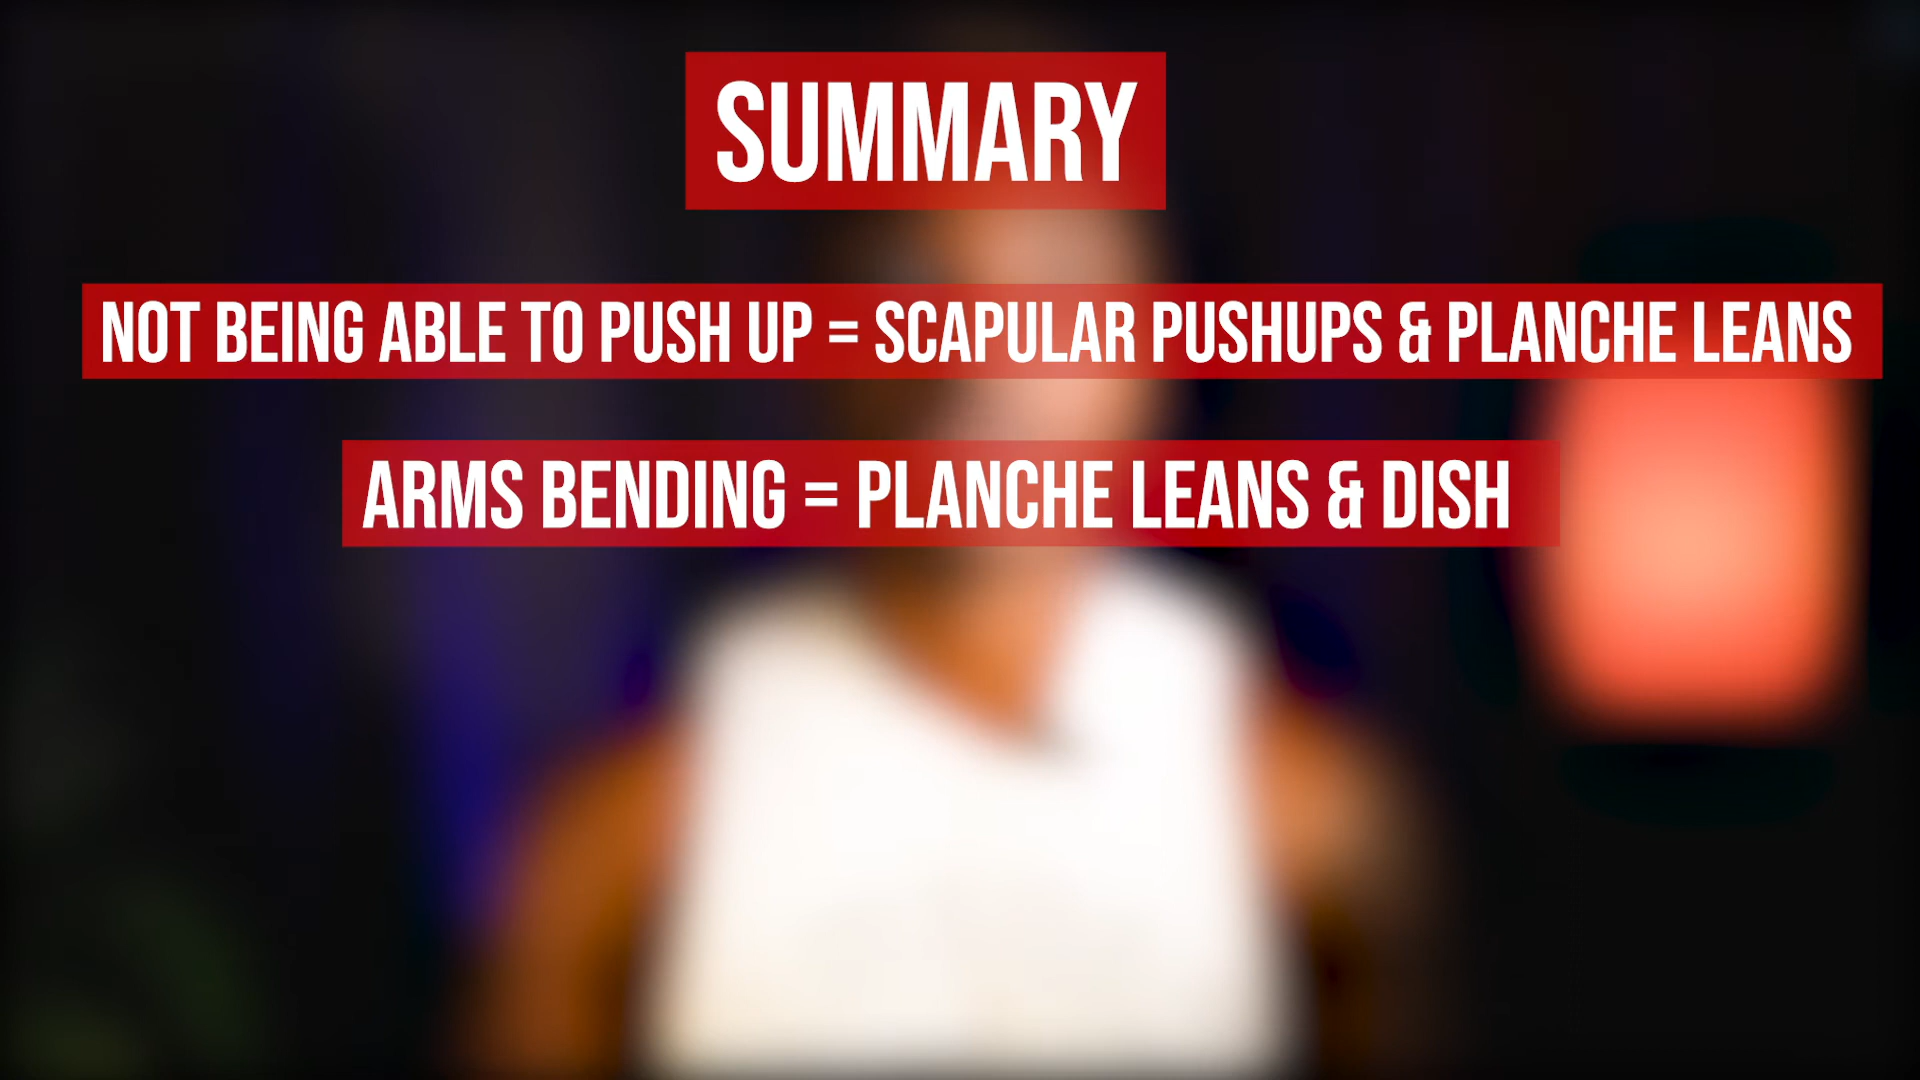 SUMMARY
NOT BEING ABLE TO PUSH UP = SCAPULAR PUSHUPS & PLANCHE LEANS
ARMS BENDING = PLANCHE LEANS & DISH